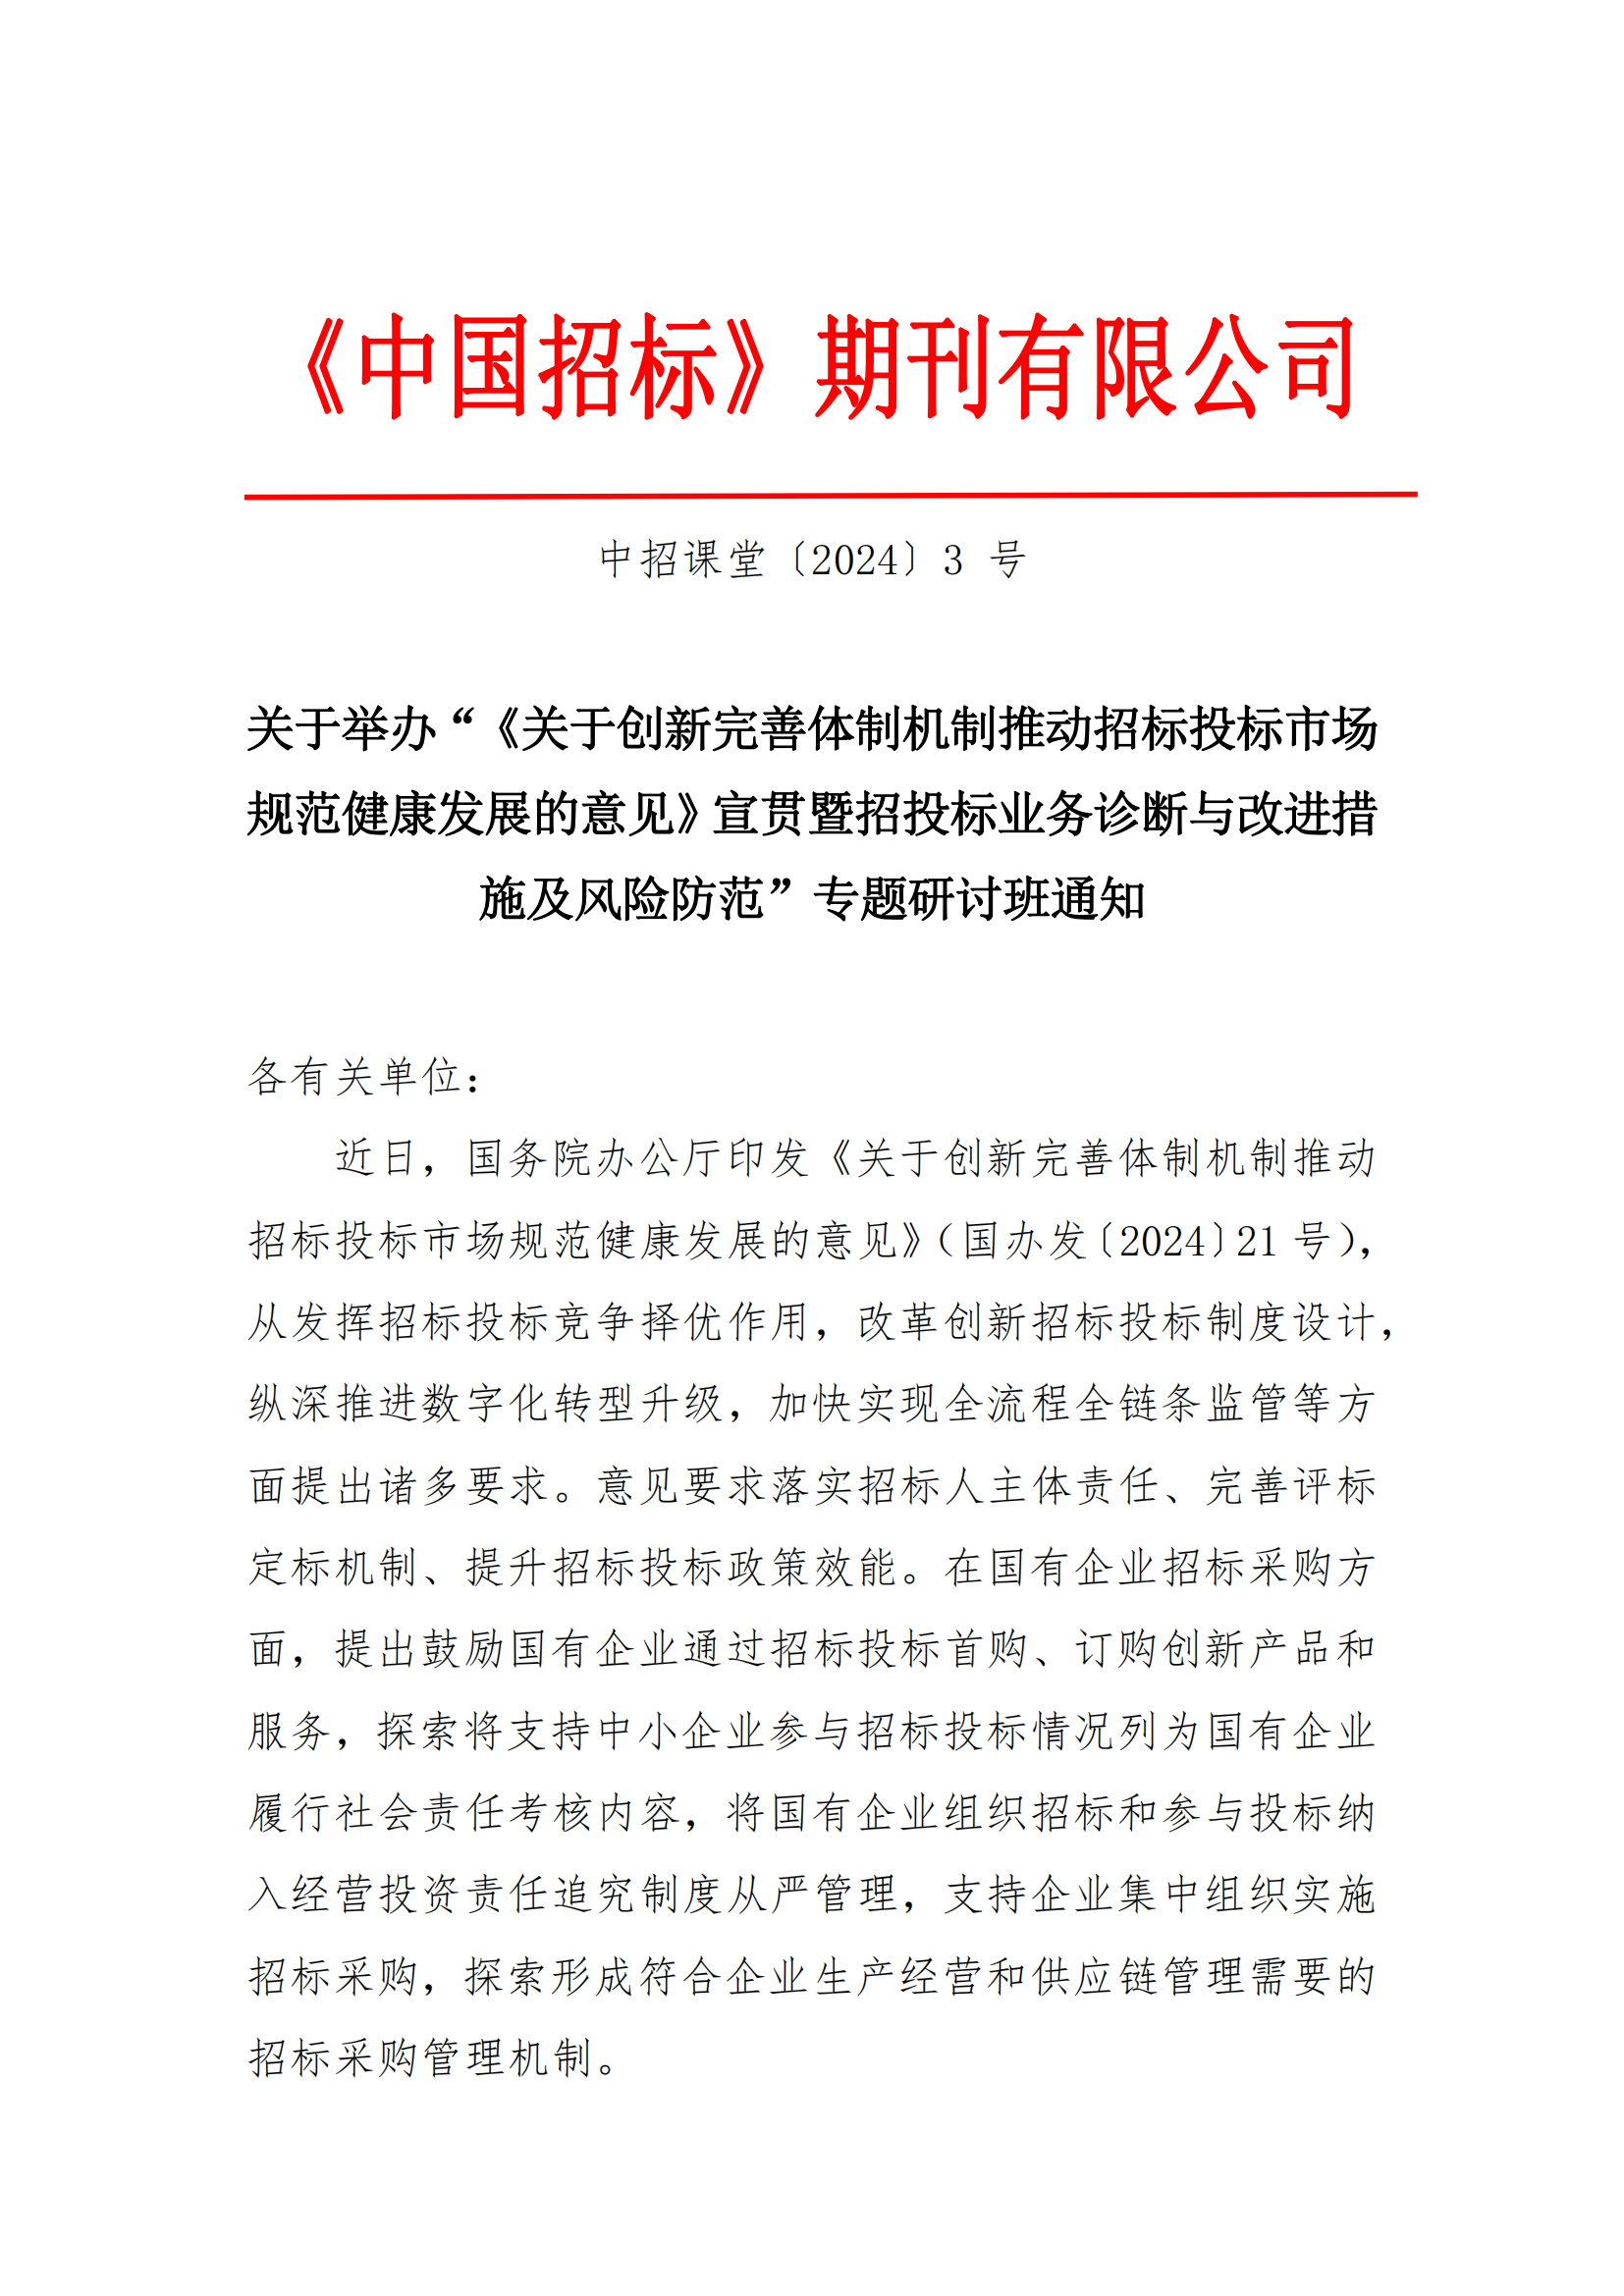 《中国招标》期刊有限公司
中招课堂〔2024〕3 号
关于举办“《关于创新完善体制机制推动招标投标市场
规范健康发展的意见》宣贯暨招投标业务诊断与改进措
施及风险防范”专题研讨班通知
各有关单位：
近日，国务院办公厅印发《关于创新完善体制机制推动
招标投标市场规范健康发展的意见》（国办发〔2024〕21 号），
从发挥招标投标竞争择优作用，改革创新招标投标制度设计，
纵深推进数字化转型升级，加快实现全流程全链条监管等方
面提出诸多要求。意见要求落实招标人主体责任、完善评标
定标机制、提升招标投标政策效能。在国有企业招标采购方
面，提出鼓励国有企业通过招标投标首购、订购创新产品和
服务，探索将支持中小企业参与招标投标情况列为国有企业
履行社会责任考核内容，将国有企业组织招标和参与投标纳
入经营投资责任追究制度从严管理，支持企业集中组织实施
招标采购，探索形成符合企业生产经营和供应链管理需要的
招标采购管理机制。